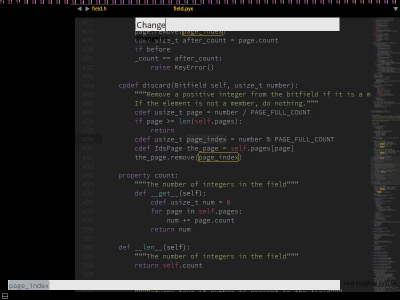 field.h
field.pyx
Change
page.remove(page_index)
cdef usize_t after_count = page.count
if before
_count == after_count:
raise KeyError()
cpdef discard(Bitfield self, usize_t number):
"""Remove a positive integer from the bitfield if it is a m
If the element is not a member, do nothing."""
cdef usize_t page = number / PAGE_FULL_COUNT
if page >= len(self.pages):
return
cdef usize_t page_index = number % PAGE_FULL_COUNT
cdef IdsPage the_page = self.pages[page]
the_page.remove(page_index)
property count:
"""The number of integers in the field"""
def __get__(self):
cdef usize_t num = 0
for page in self.pages:
num += page.count
return num
def __len__(self):
"""The number of integers in the field"""
return self.count
page_index